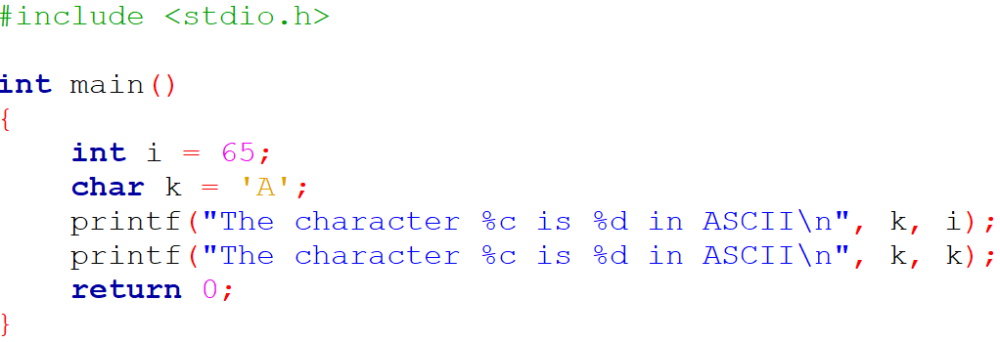 #include <stdio.h>

int main()
{
    int i = 65;
    char k = 'A';
    printf("The character %c is %d in ASCII\n", k, i);
    printf("The character %c is %d in ASCII\n", k, k);
    return 0;
}